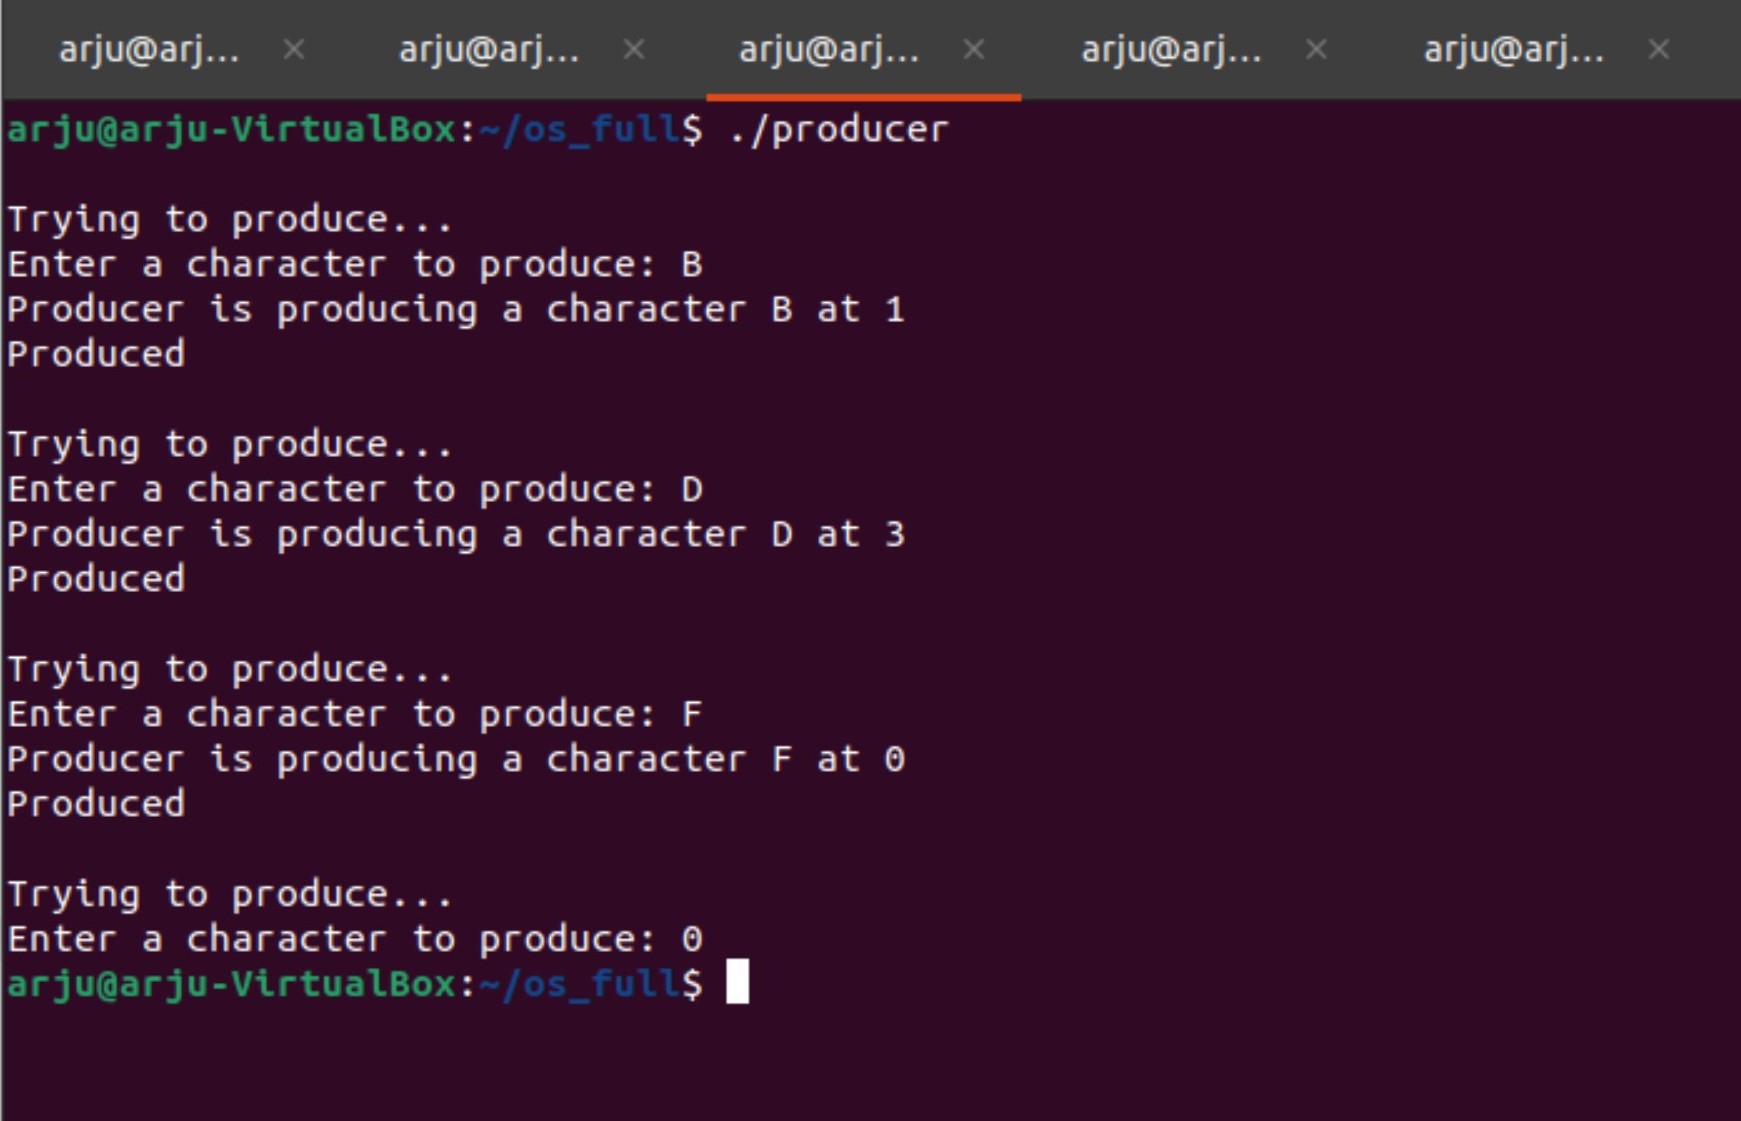 arju@arj... × arju@arj... × arju@arj... × arju@arj... × arju@arj... ×
arju@arju-VirtualBox:~/os_full$ ./producer
Trying to produce...
Enter a character to produce: B
Producer is producing a character B at 1
Produced
Trying to produce...
Enter a character to produce: D
Producer is producing a character D at 3
Produced
Trying to produce...
Enter a character to produce: F
Producer is producing a character F at 0
Produced
Trying to produce...
Enter a character to produce: 0
arju@arju-VirtualBox:~/os_full$